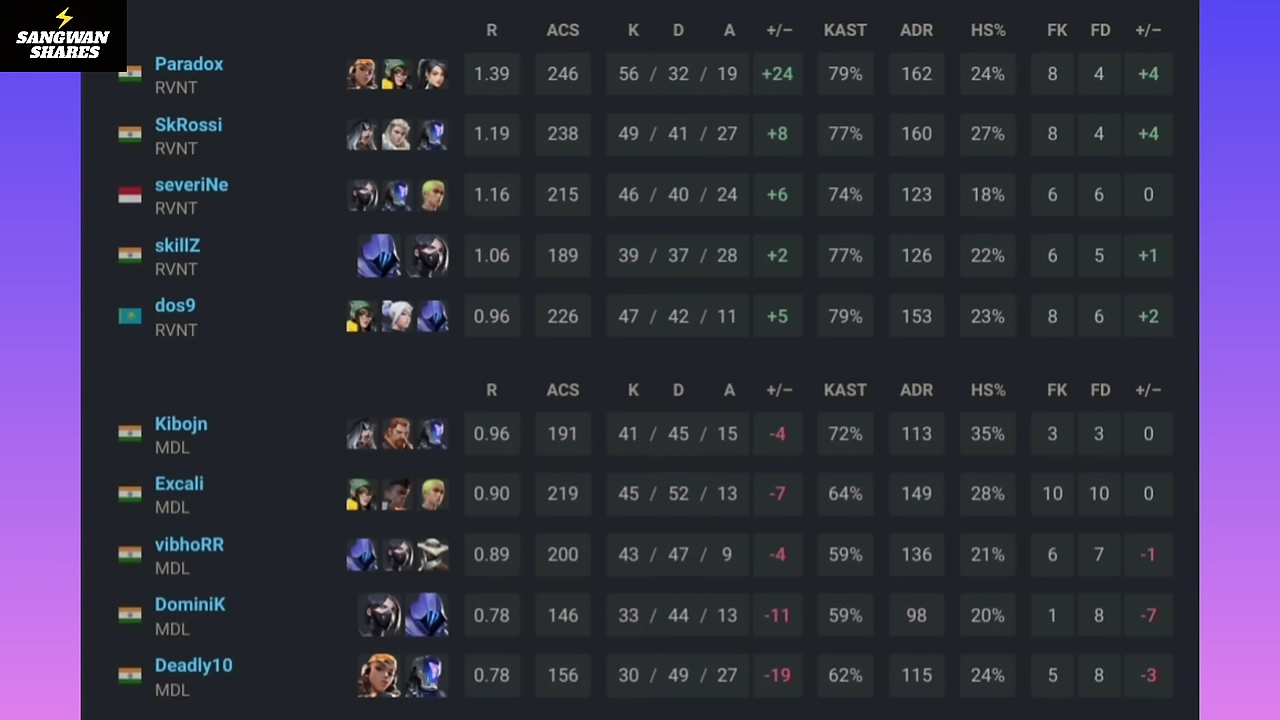 SANGWAN
SHARES
R ACS K D A +/− KAST ADR HS% FK FD +/−
Paradox
RVNT
1.39 246 56 / 32 / 19 +24 79% 162 24% 8 4 +4
SkRossi
RVNT
1.19 238 49 / 41 / 27 +8 77% 160 27% 8 4 +4
severiNe
RVNT
1.16 215 46 / 40 / 24 +6 74% 123 18% 6 6 0
skillZ
RVNT
1.06 189 39 / 37 / 28 +2 77% 126 22% 6 5 +1
dos9
RVNT
0.96 226 47 / 42 / 11 +5 79% 153 23% 8 6 +2
R ACS K D A +/− KAST ADR HS% FK FD +/−
Kibojn
MDL
0.96 191 41 / 45 / 15 -4 72% 113 35% 3 3 0
Excali
MDL
0.90 219 45 / 52 / 13 -7 64% 149 28% 10 10 0
vibhoRR
MDL
0.89 200 43 / 47 / 9 -4 59% 136 21% 6 7 -1
DominiK
MDL
0.78 146 33 / 44 / 13 -11 59% 98 20% 1 8 -7
Deadly10
MDL
0.78 156 30 / 49 / 27 -19 62% 115 24% 5 8 -3